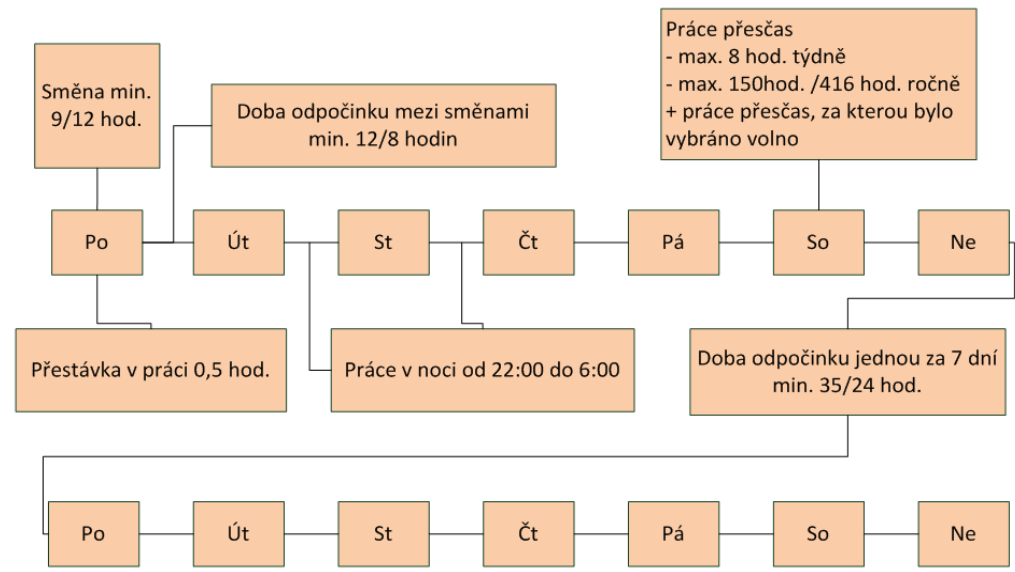 Práce přesčas
- max. 8 hod. týdně
- max. 150hod. /416 hod. ročně
+ práce přesčas, za kterou bylo
vybráno volno
Směna min.
9/12 hod.
Doba odpočinku mezi směnami
min. 12/8 hodin
Po
Út
St
Čt
Pá
So
Ne
Přestávka v práci 0,5 hod.
Práce v noci od 22:00 do 6:00
Doba odpočinku jednou za 7 dní
min. 35/24 hod.
Po
Út
St
Čt
Pá
So
Ne